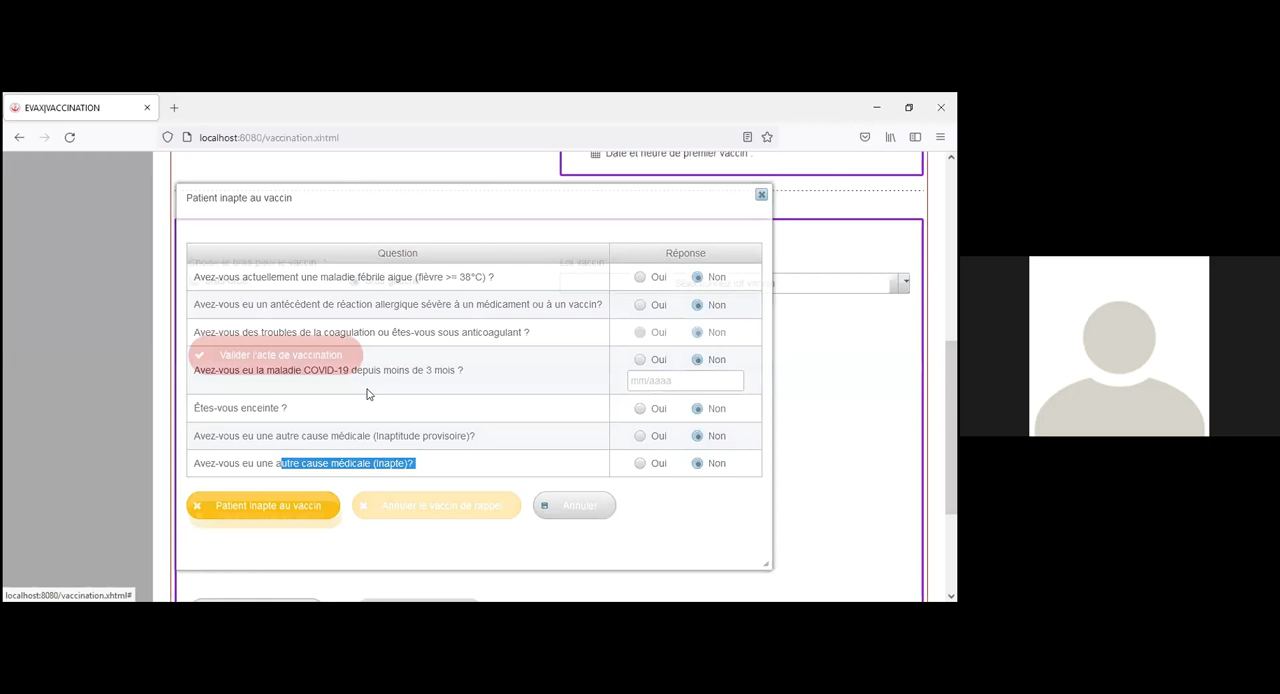 EVAX|VACCINATION
localhost:8080/vaccination.xhtml
Date et heure de premier vaccin :
Patient inapte au vaccin
Question Réponse
Avez-vous actuellement une maladie fébrile aigue (fièvre >= 38°C) ? Oui Non
Avez-vous eu un antécédent de réaction allergique sévère à un médicament ou à un vaccin? Oui Non
Avez-vous des troubles de la coagulation ou êtes-vous sous anticoagulant ? Oui Non
Valider l'acte de vaccination
Avez-vous eu la maladie COVID-19 depuis moins de 3 mois ? Oui Non
mm/aaaa
Êtes-vous enceinte ? Oui Non
Avez-vous eu une autre cause médicale (Inaptitude provisoire)? Oui Non
Avez-vous eu une autre cause médicale (Inapte)? Oui Non
Patient inapte au vaccin Annuler le vaccin de rappel Annuler
localhost:8080/vaccination.xhtml#